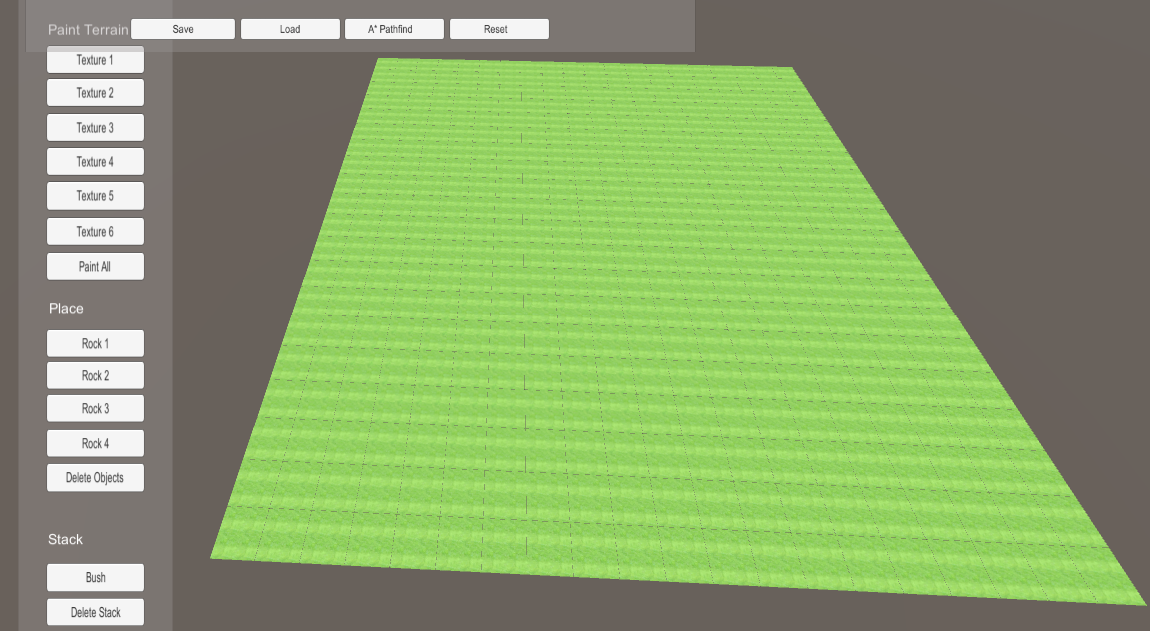 Paint Terrain
Save
Load
A* Pathfind
Reset
Texture 1
Texture 2
Texture 3
Texture 4
Texture 5
Texture 6
Paint All
Place
Rock 1
Rock 2
Rock 3
Rock 4
Delete Objects
Stack
Bush
Delete Stack